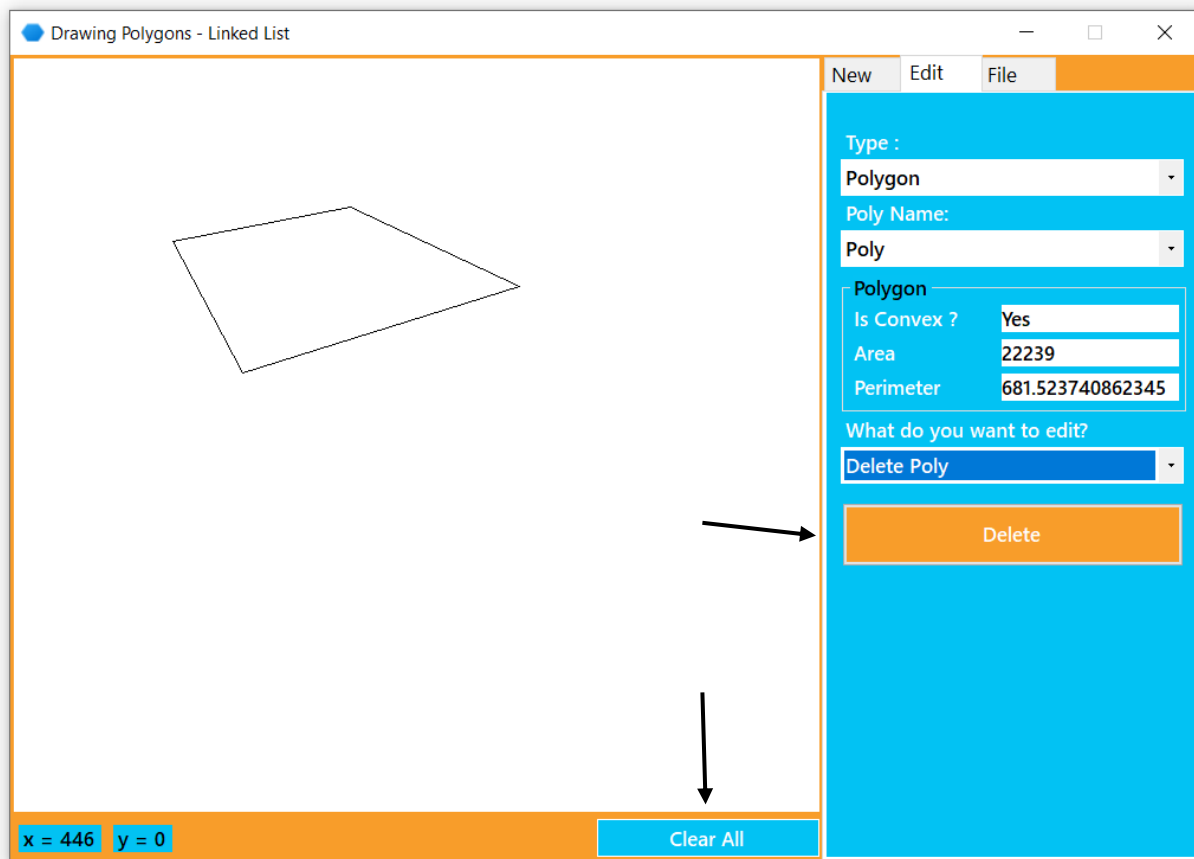 Drawing Polygons - Linked List
New Edit File
Type :
Polygon
Poly Name:
Poly
Polygon
Is Convex ? Yes
Area 22239
Perimeter 681.523740862345
What do you want to edit?
Delete Poly
Delete
x = 446 y = 0 Clear All